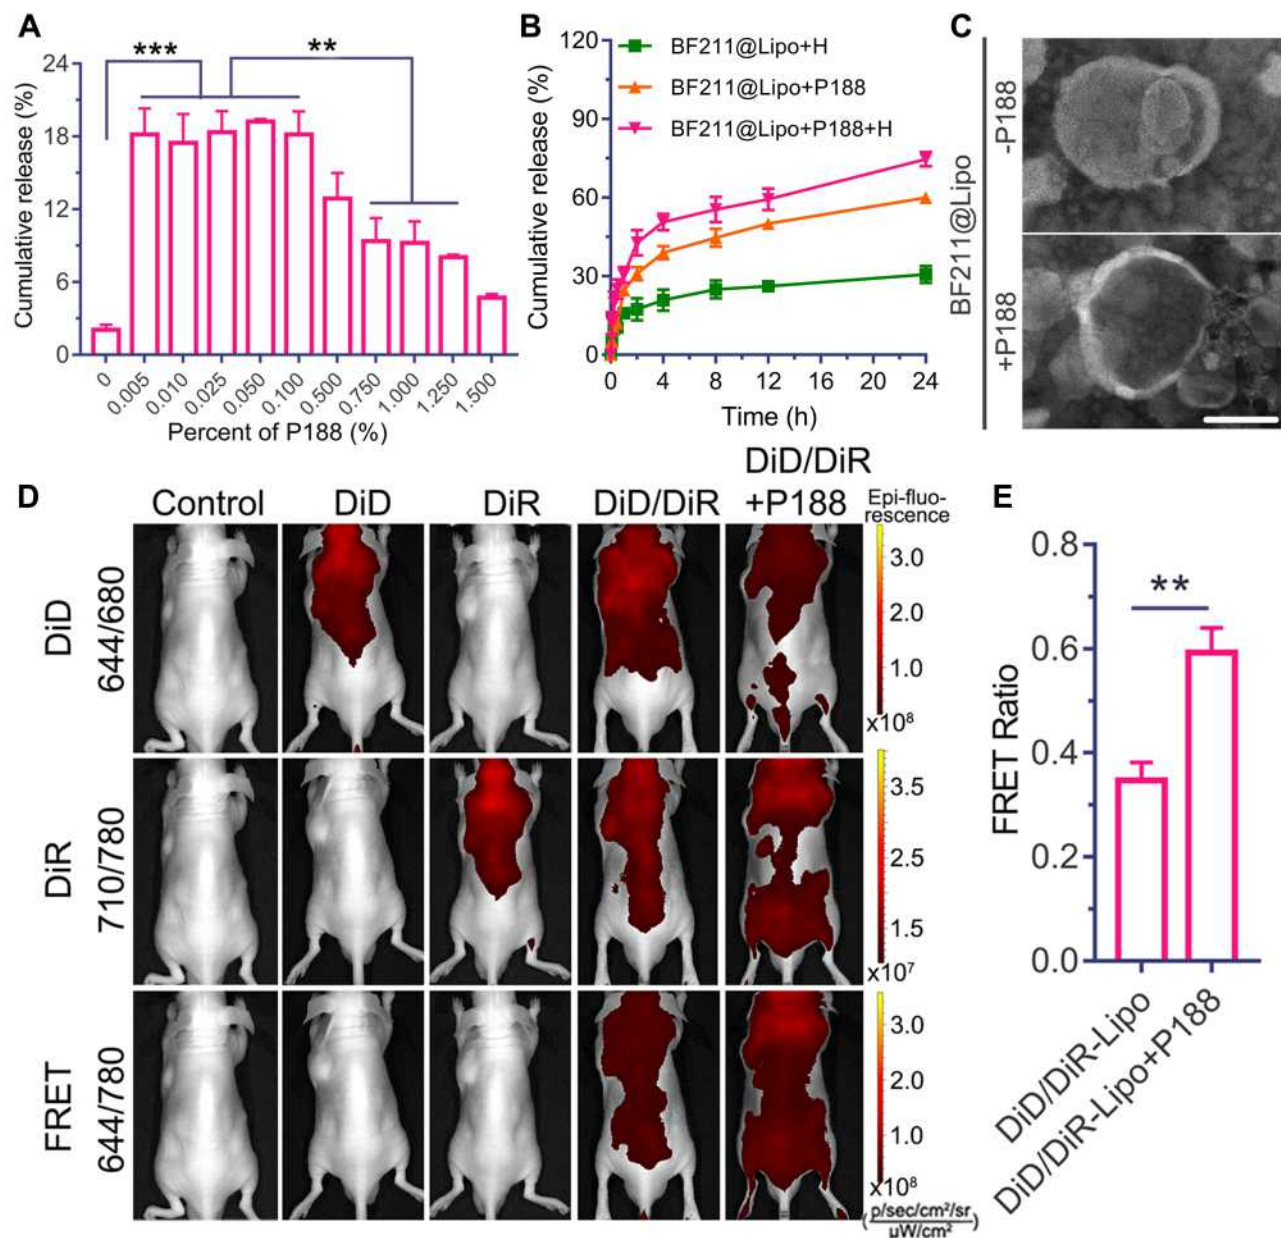 A
***
**
24
18
12
6
0
Cumulative release (%)
0
0.005
0.010
0.025
0.050
0.100
0.500
0.750
1.000
1.250
1.500
Percent of P188 (%)
B
BF211@Lipo+H
BF211@Lipo+P188
BF211@Lipo+P188+H
120
90
60
30
0
Cumulative release (%)
0 4 8 12 16 20 24
Time (h)
C
BF211@Lipo
-P188
+P188
D
Control
DiD
DiR
DiD/DiR
DiD/DiR
+P188
Epi-fluo-
rescence
DiD
644/680
3.0
2.0
1.0
x10⁸
DiR
710/780
3.5
2.5
1.5
x10⁷
FRET
644/780
3.0
2.0
1.0
x10⁸
(p/sec/cm²/sr
µW/cm²)
E
**
0.8
0.6
0.4
0.2
0.0
FRET Ratio
DiD/DiR-Lipo
DiD/DiR-Lipo+P188